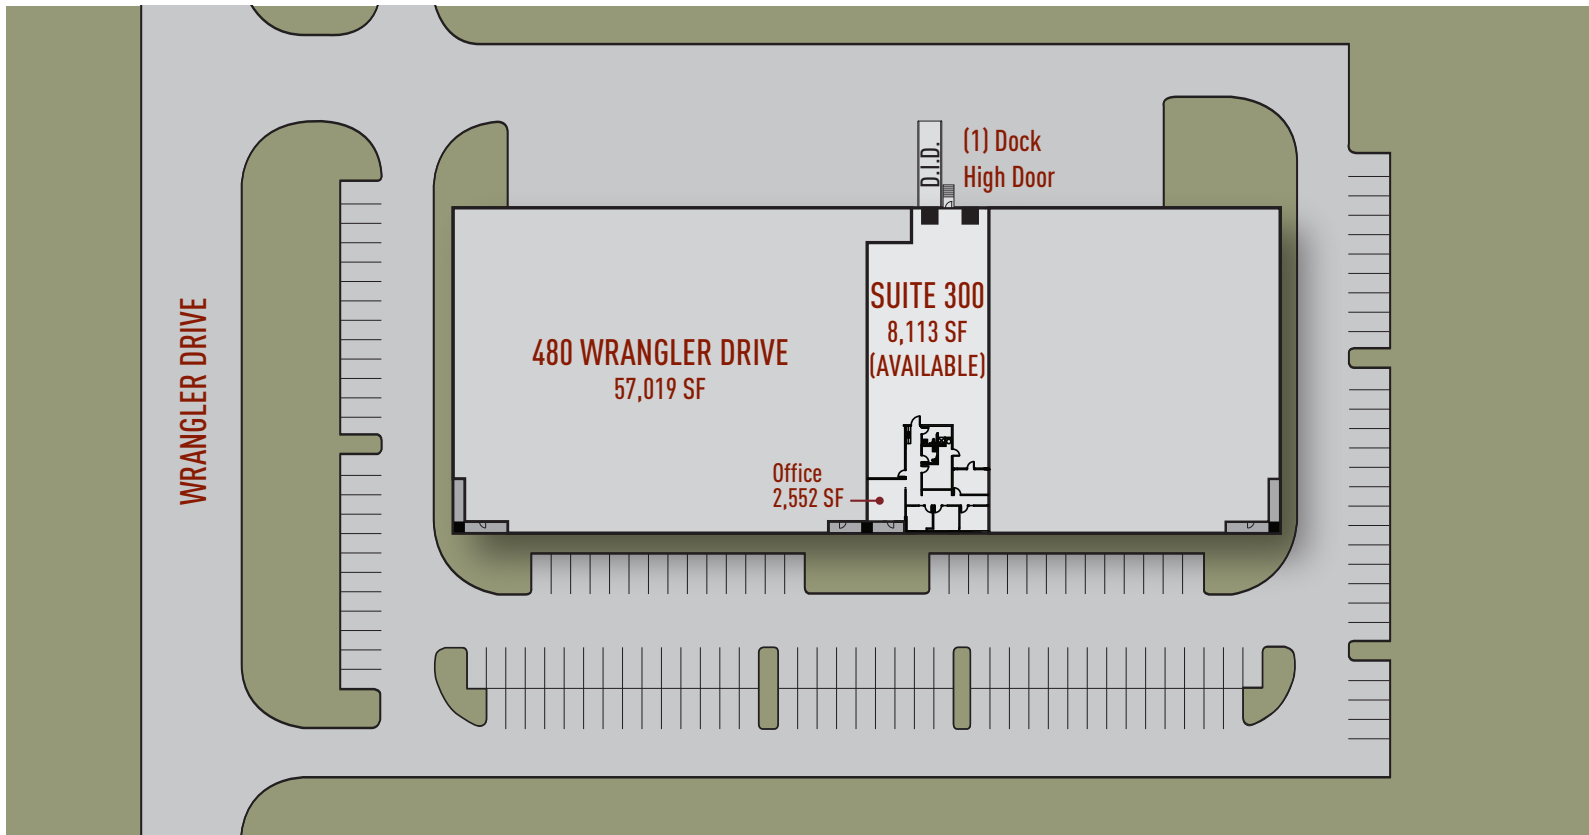 D.I.D.
(1) Dock
High Door
SUITE 300
8,113 SF
(AVAILABLE)
480 WRANGLER DRIVE
57,019 SF
WRANGLER DRIVE
Office
2,552 SF